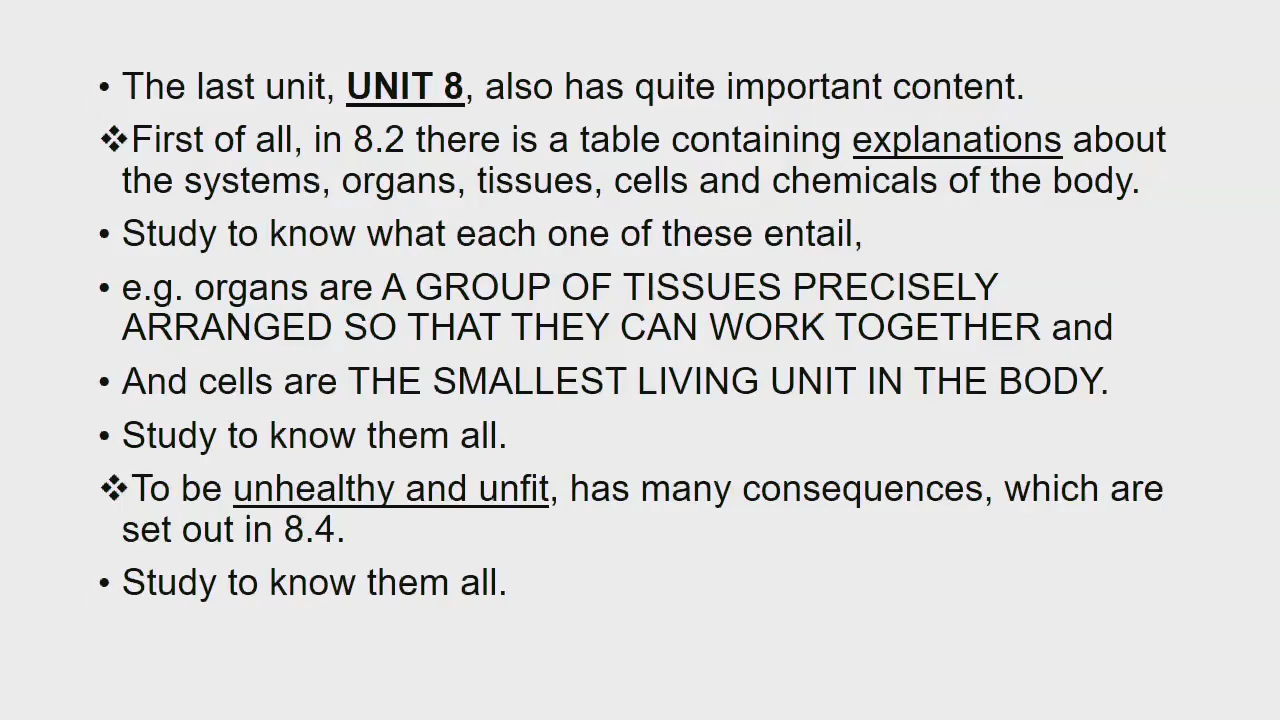 • The last unit, UNIT 8, also has quite important content.
❖First of all, in 8.2 there is a table containing explanations about
the systems, organs, tissues, cells and chemicals of the body.
• Study to know what each one of these entail,
• e.g. organs are A GROUP OF TISSUES PRECISELY
ARRANGED SO THAT THEY CAN WORK TOGETHER and
• And cells are THE SMALLEST LIVING UNIT IN THE BODY.
• Study to know them all.
❖To be unhealthy and unfit, has many consequences, which are
set out in 8.4.
• Study to know them all.